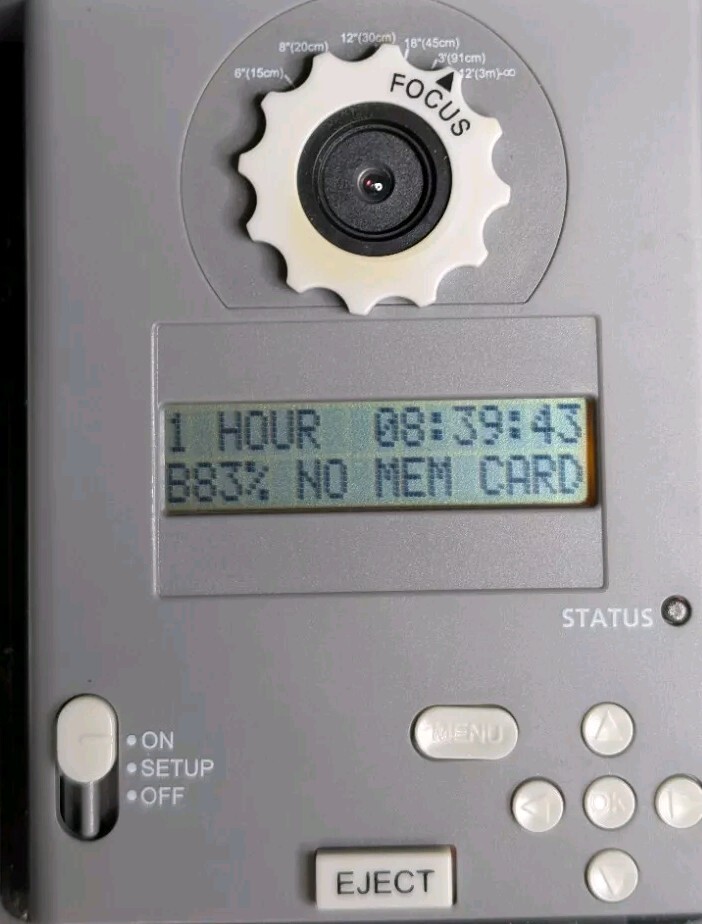 6"(15cm)
8"(20cm)
12"(30cm)
18"(45cm)
3'(91cm)
12'(3m)-∞
FOCUS
1 HOUR 08:39:43
B83% NO MEM CARD
STATUS
ON
SETUP
OFF
MENU
OK
EJECT